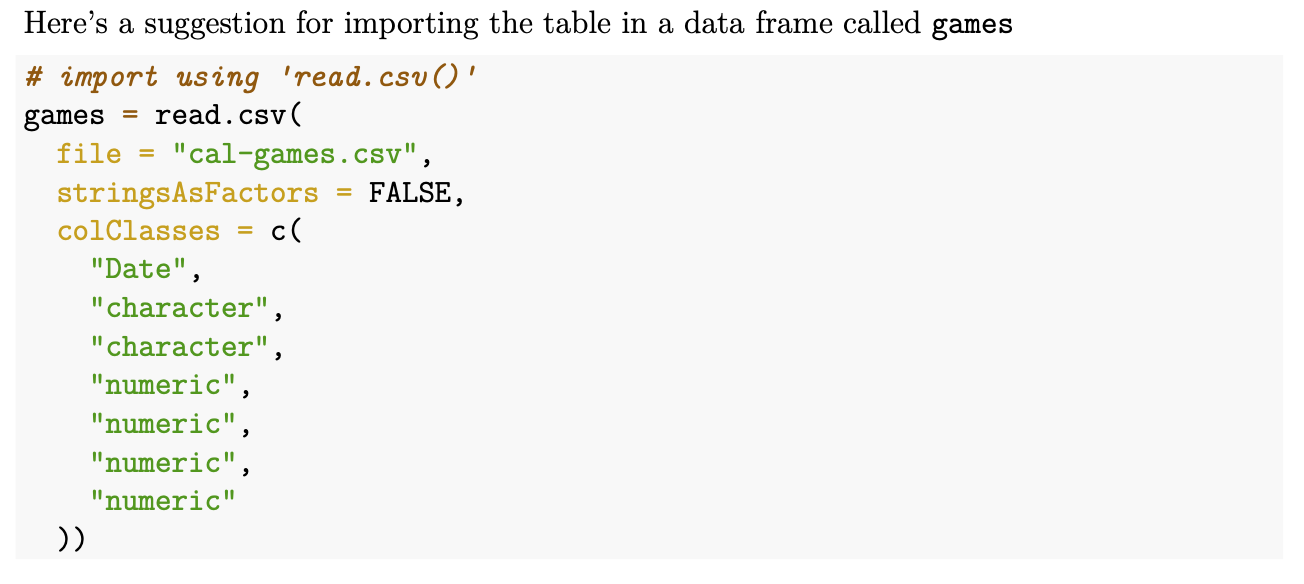 Here's a suggestion for importing the table in a data frame called games
# import using 'read.csv()'
games = read.csv(
  file = "cal-games.csv",
  stringsAsFactors = FALSE,
  colClasses = c(
    "Date",
    "character",
    "character",
    "numeric",
    "numeric",
    "numeric",
    "numeric"
  ))